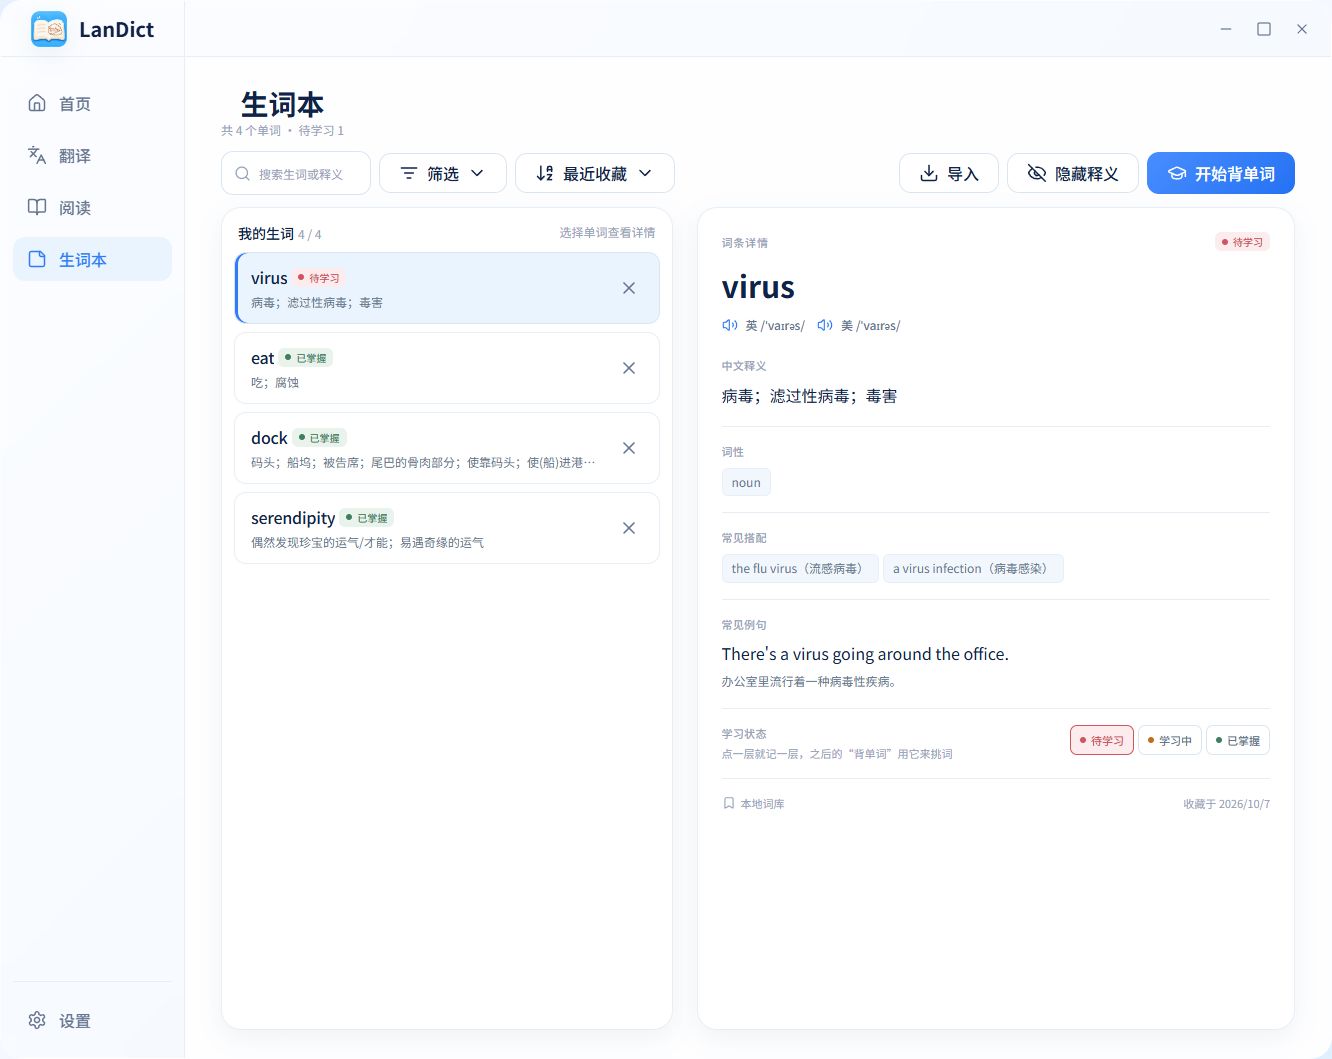 LanDict
首页
翻译
阅读
生词本
设置
生词本
共 4 个单词 • 待学习 1
搜索生词或释义
筛选
最近收藏
导入
隐藏释义
开始背单词
我的生词 4 / 4
选择单词查看详情
virus 待学习
病毒；滤过性病毒；毒害
eat 已掌握
吃；腐蚀
dock 已掌握
码头；船坞；被告席；尾巴的骨肉部分；使靠码头；使(船)进港…
serendipity 已掌握
偶然发现珍宝的运气/才能；易遇奇缘的运气
词条详情
待学习
virus
英 /ˈvaɪrəs/ 美 /ˈvaɪrəs/
中文释义
病毒；滤过性病毒；毒害
词性
noun
常见搭配
the flu virus（流感病毒） a virus infection（病毒感染）
常见例句
There's a virus going around the office.
办公室里流行着一种病毒性疾病。
学习状态
点一层就记一层，之后的“背单词”用它来挑词
待学习 学习中 已掌握
本地词库
收藏于 2026/10/7